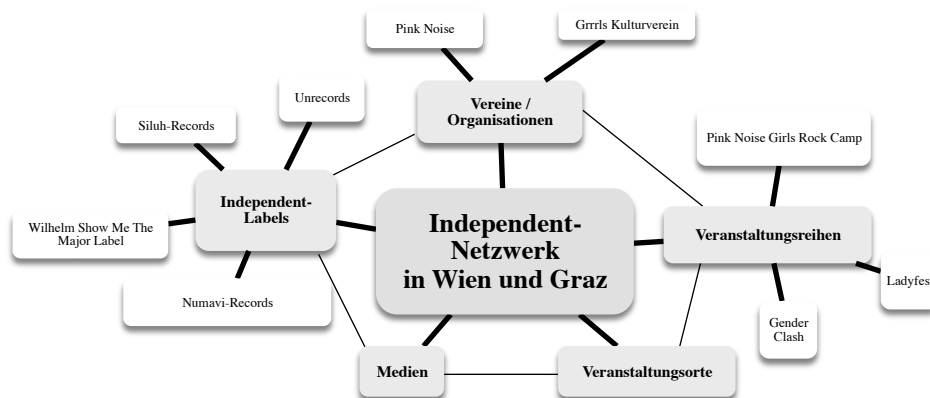 Pink Noise
Grrrls Kulturverein
Vereine /
Organisationen
Unrecords
Siluh-Records
Pink Noise Girls Rock Camp
Independent-
Labels
Wilhelm Show Me The
Major Label
Numavi-Records
Independent-
Netzwerk
in Wien und Graz
Veranstaltungsreihen
Ladyfes
Gender
Clash
Medien
Veranstaltungsorte